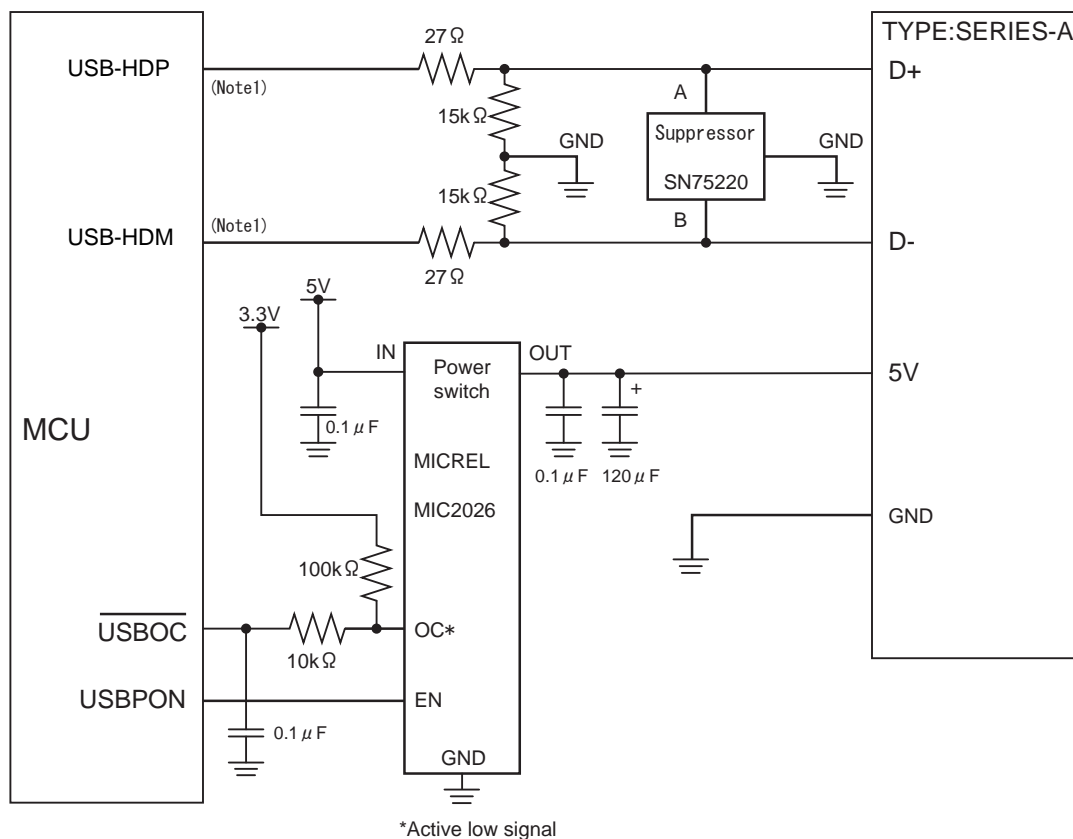 TYPE:SERIES-A
27Ω
USB-HDP
(Note1)
D+
A
15kΩ
Suppressor
GND
GND
SN75220
15kΩ
B
USB-HDM
(Note1)
D-
27Ω
5V
3.3V
IN
OUT
Power
switch
5V
+
MCU
0.1μF
MICREL
0.1μF
120μF
MIC2026
GND
100kΩ
USBOC
OC*
10kΩ
USBPON
EN
0.1μF
GND
*Active low signal